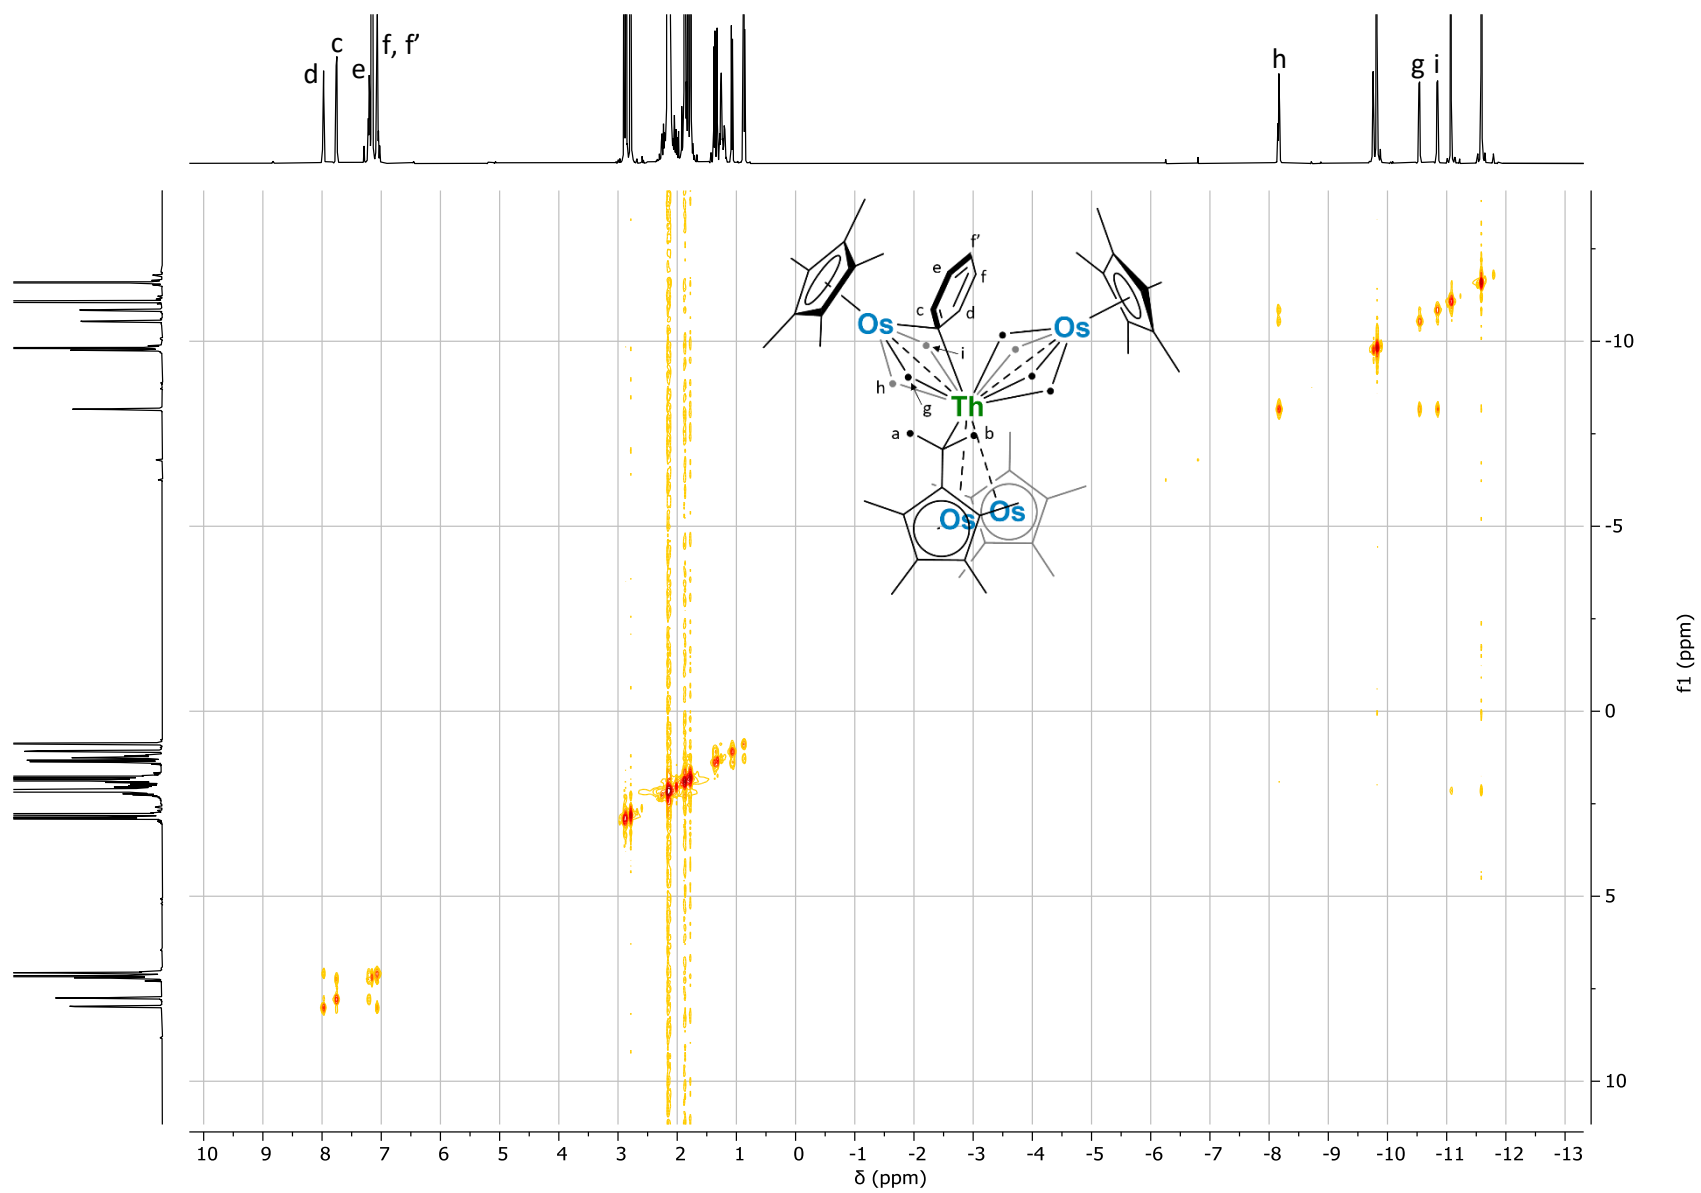 d
c
e
f, f’
h
g
i
f’
e
f
c
d
Os
Os
i
h
g
Th
a
b
Os
Os
-10
-5
0
5
10
f1 (ppm)
10 9 8 7 6 5 4 3 2 1 0 -1 -2 -3 -4 -5 -6 -7 -8 -9 -10 -11 -12 -13
δ (ppm)